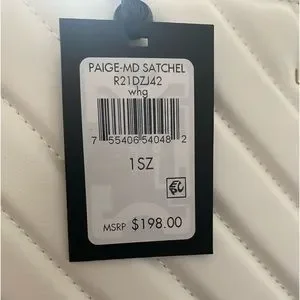 PAIGE-MD SATCHEL
R21DZJ42
whg
7 55406 54048 2
1SZ
MSRP $198.00